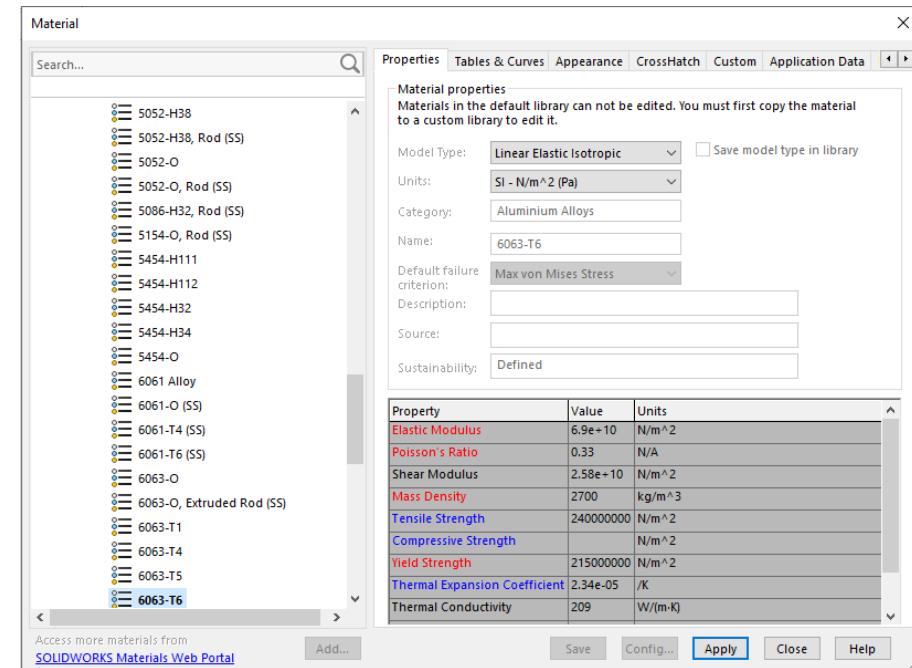 Material
Search...
5052-H38
5052-H38, Rod (SS)
5052-O
5052-O, Rod (SS)
5086-H32, Rod (SS)
5154-O, Rod (SS)
5454-H111
5454-H112
5454-H32
5454-H34
5454-O
6061 Alloy
6061-O (SS)
6061-T4 (SS)
6061-T6 (SS)
6063-O
6063-O, Extruded Rod (SS)
6063-T1
6063-T4
6063-T5
6063-T6
Access more materials from
SOLIDWORKS Materials Web Portal
Add...
Properties Tables & Curves Appearance CrossHatch Custom Application Data
Material properties
Materials in the default library can not be edited. You must first copy the material
to a custom library to edit it.
Model Type: Linear Elastic Isotropic Save model type in library
Units: SI - N/m^2 (Pa)
Category: Aluminium Alloys
Name: 6063-T6
Default failure
criterion: Max von Mises Stress
Description:
Source:
Sustainability: Defined
Property Value Units
Elastic Modulus 6.9e+10 N/m^2
Poisson's Ratio 0.33 N/A
Shear Modulus 2.58e+10 N/m^2
Mass Density 2700 kg/m^3
Tensile Strength 240000000 N/m^2
Compressive Strength N/m^2
Yield Strength 215000000 N/m^2
Thermal Expansion Coefficient 2.34e-05 /K
Thermal Conductivity 209 W/(m·K)
Save Config... Apply Close Help